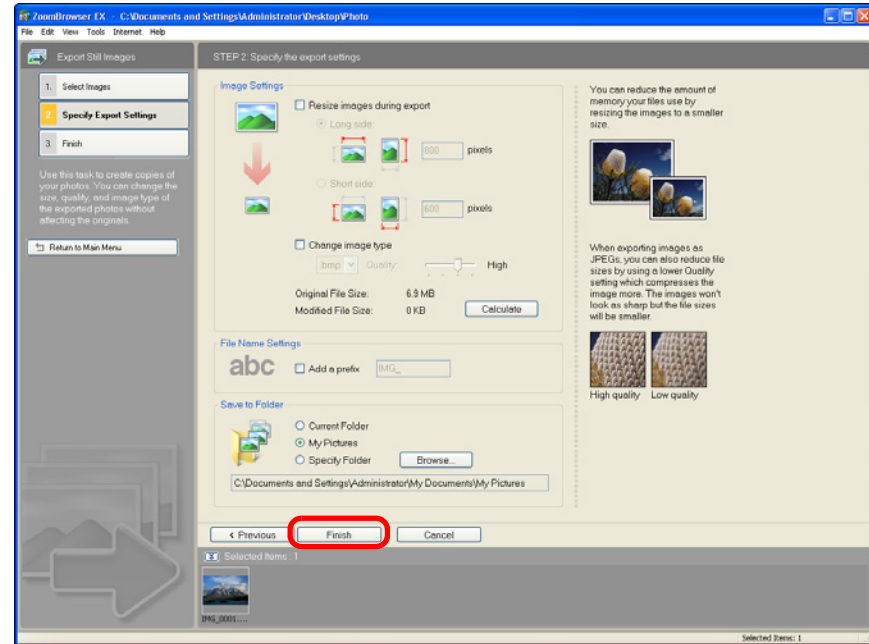 ZoomBrowser EX - C:\Documents and Settings\Administrator\Desktop\Photo
File Edit View Tools Internet Help
Export Still Images
STEP 2: Specify the export settings
1. Select Images
2. Specify Export Settings
3. Finish
Use this task to create copies of
your photos. You can change the
size, quality, and image type of
the exported photos without
affecting the originals.
Return to Main Menu
Image Settings
Resize images during export
Long side:
800 pixels
Short side:
600 pixels
Change image type
.bmp Quality: High
Original File Size: 6.9 MB
Modified File Size: 0 KB Calculate
File Name Settings
abc Add a prefix IMG_
Save to Folder
Current Folder
My Pictures
Specify Folder Browse...
C:\Documents and Settings\Administrator\My Documents\My Pictures
You can reduce the amount of
memory your files use by
resizing the images to a smaller
size.
When exporting images as
JPEGs, you can also reduce file
sizes by using a lower Quality
setting which compresses the
image more. The images won't
look as sharp but the file sizes
will be smaller.
High quality Low quality
< Previous Finish Cancel
Selected Items : 1
IMG_0001....
Selected Items: 1